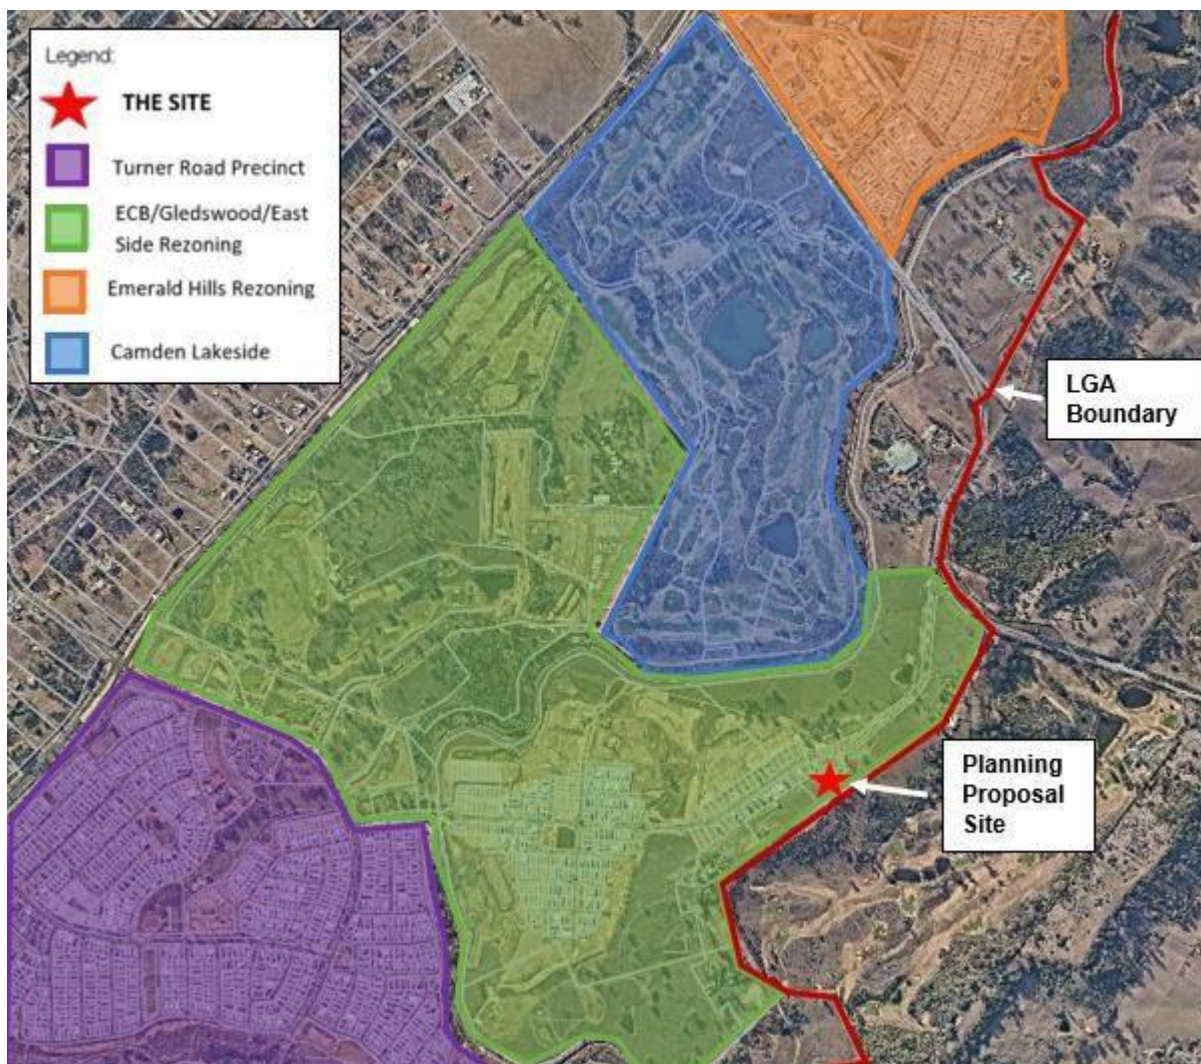 Legend:
THE SITE
Turner Road Precinct
ECB/Gledswood/East
Side Rezoning
Emerald Hills Rezoning
Camden Lakeside
LGA
Boundary
Planning
Proposal
Site